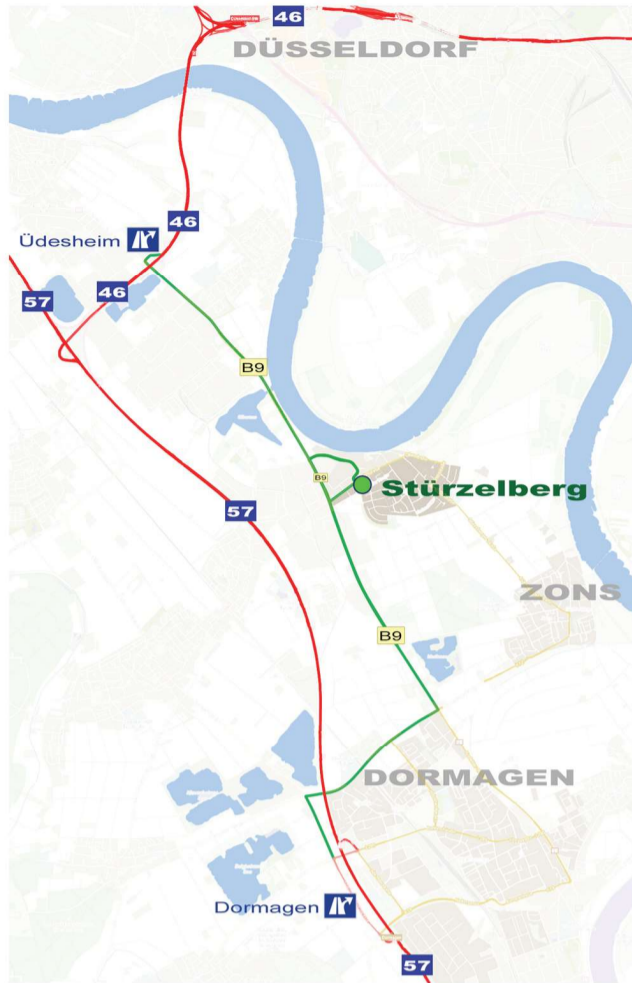 46
DÜSSELDORF
46
Üdesheim
46
57
B9
B9
Stürzelberg
57
ZONS
B9
DORMAGEN
Dormagen
57